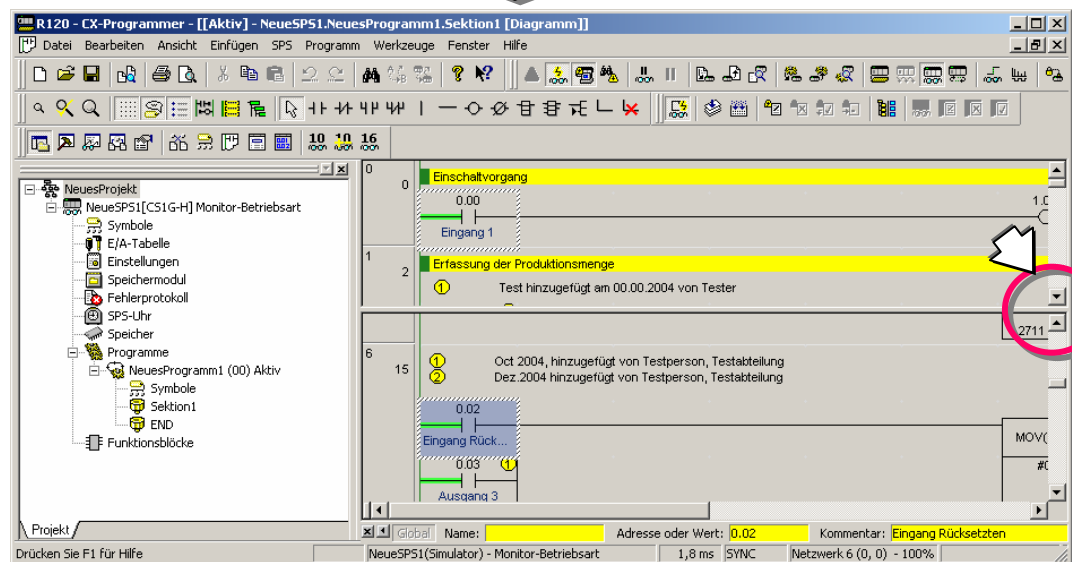 R120 - CX-Programmer - [[Aktiv] - NeueSPS1.NeuesProgramm1.Sektion1 [Diagramm]]
Datei Bearbeiten Ansicht Einfügen SPS Programm Werkzeuge Fenster Hilfe
10 10 16
NeuesProjekt
NeueSPS1[CS1G-H] Monitor-Betriebsart
Symbole
E/A-Tabelle
Einstellungen
Speichermodul
Fehlerprotokoll
SPS-Uhr
Speicher
Programme
NeuesProgramm1 (00) Aktiv
Symbole
Sektion1
END
Funktionsblöcke
Projekt
0
0
Einschaltvorgang
0.00
1.0
Eingang 1
1
2
Erfassung der Produktionsmenge
1 Test hinzugefügt am 00.00.2004 von Tester
2711
6
15
1 Oct 2004, hinzugefügt von Testperson, Testabteilung
2 Dez.2004 hinzugefügt von Testperson, Testabteilung
0.02
Eingang Rück...
MOV(
0.03 1
#0
Ausgang 3
Global Name: Adresse oder Wert: 0.02 Kommentar: Eingang Rücksetzten
Drücken Sie F1 für Hilfe NeueSPS1(Simulator) - Monitor-Betriebsart 1,8 ms SYNC Netzwerk 6 (0, 0) - 100%